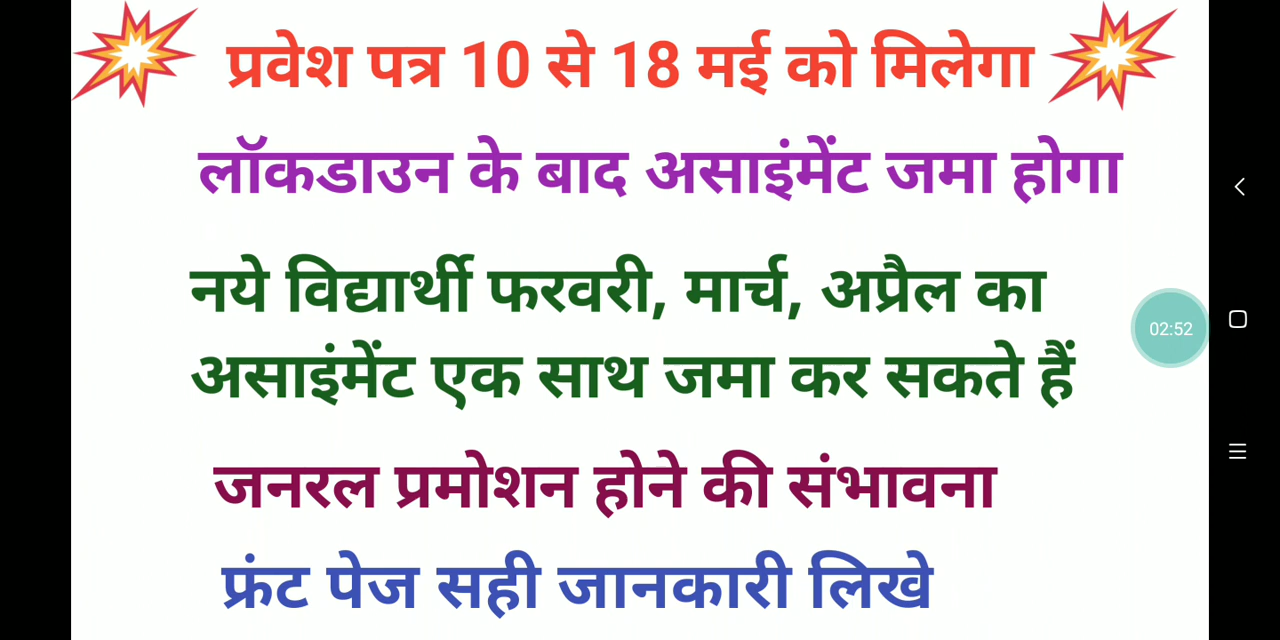 प्रवेश पत्र 10 से 18 मई को मिलेगा
लॉकडाउन के बाद असाइंमेंट जमा होगा
नये विद्यार्थी फरवरी, मार्च, अप्रैल का
असाइंमेंट एक साथ जमा कर सकते हैं
02:52
जनरल प्रमोशन होने की संभावना
फ्रंट पेज सही जानकारी लिखे